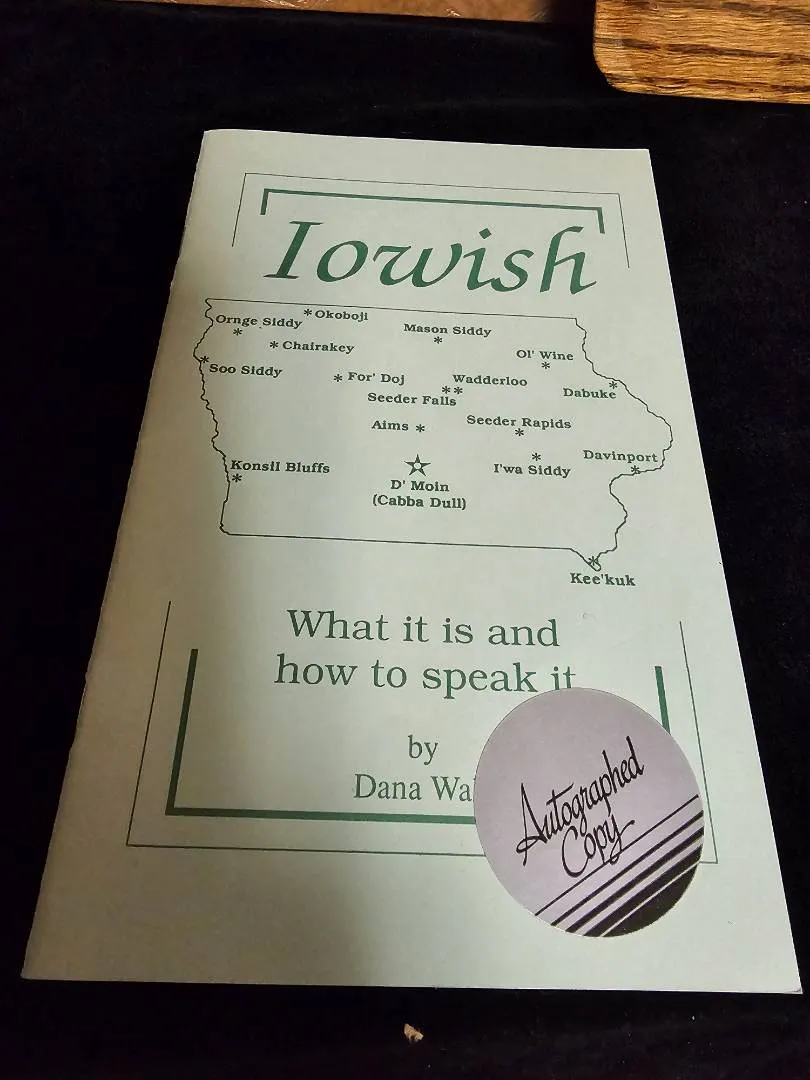 Iowish
*Okoboji
Ornge Siddy
*
Mason Siddy
*
* Chairakey
Ol' Wine
*
*Soo Siddy
* For' Doj
Wadderloo
**
Seeder Falls
*
Dabuke
Aims *
Seeder Rapids
*
Konsil Bluffs
*
D' Moin
(Cabba Dull)
*
I'wa Siddy
Davinport
*
*
Kee'kuk
What it is and
how to speak it
by
Dana
Autographed
Copy